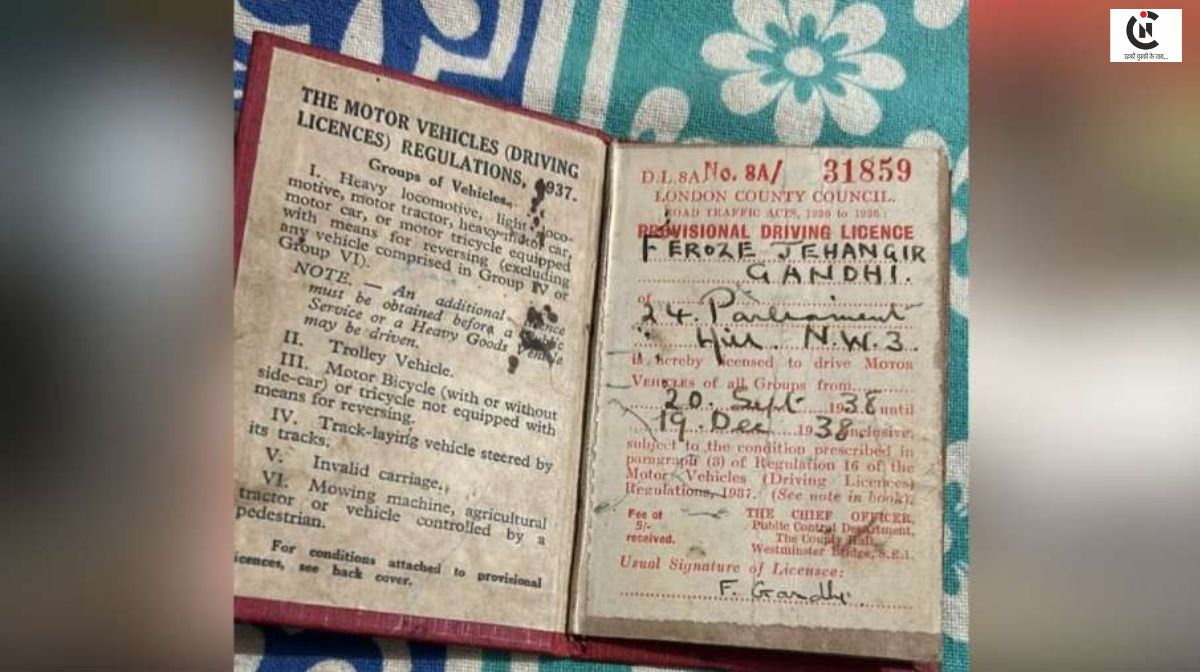 THE MOTOR VEHICLES (DRIVING
LICENCES) REGULATIONS, 1937.
Groups of Vehicles.
I. Heavy locomotive, light loco-
motive, motor tractor, heavy motor car,
motor car, or motor tricycle equipped
with means for reversing (excluding
any vehicle comprised in Group IV or
Group VI).
NOTE. — An additional
must be obtained before a
Service or a Heavy Goods Vehicle
may be driven.
II. Trolley Vehicle.
III. Motor Bicycle (with or without
side-car) or tricycle not equipped with
means for reversing.
IV. Track-laying vehicle steered by
its tracks.
V. Invalid carriage.
VI. Mowing machine, agricultural
tractor or vehicle controlled by a
pedestrian.
For conditions attached to provisional
licences, see back cover.
D.L.8A No. 8A/ 31859
LONDON COUNTY COUNCIL.
ROAD TRAFFIC ACTS, 1930 to 1936.
PROVISIONAL DRIVING LICENCE
FEROZE JEHANGIR
GANDHI.
of
24. Parliament
Hill. N.W.3.
is hereby licensed to drive MOTOR
VEHICLES of all Groups from
20. Sept 1938 until
19. Dec 1938 inclusive,
subject to the condition prescribed in
paragraph (3) of Regulation 16 of the
Motor Vehicles (Driving Licences)
Regulations, 1937. (See note in book).
Fee of
5/-
received.
THE CHIEF OFFICER,
Public Control Department,
The County Hall,
Westminster Bridge, S.E.1.
Usual Signature of Licensee:
F. Gandhi.